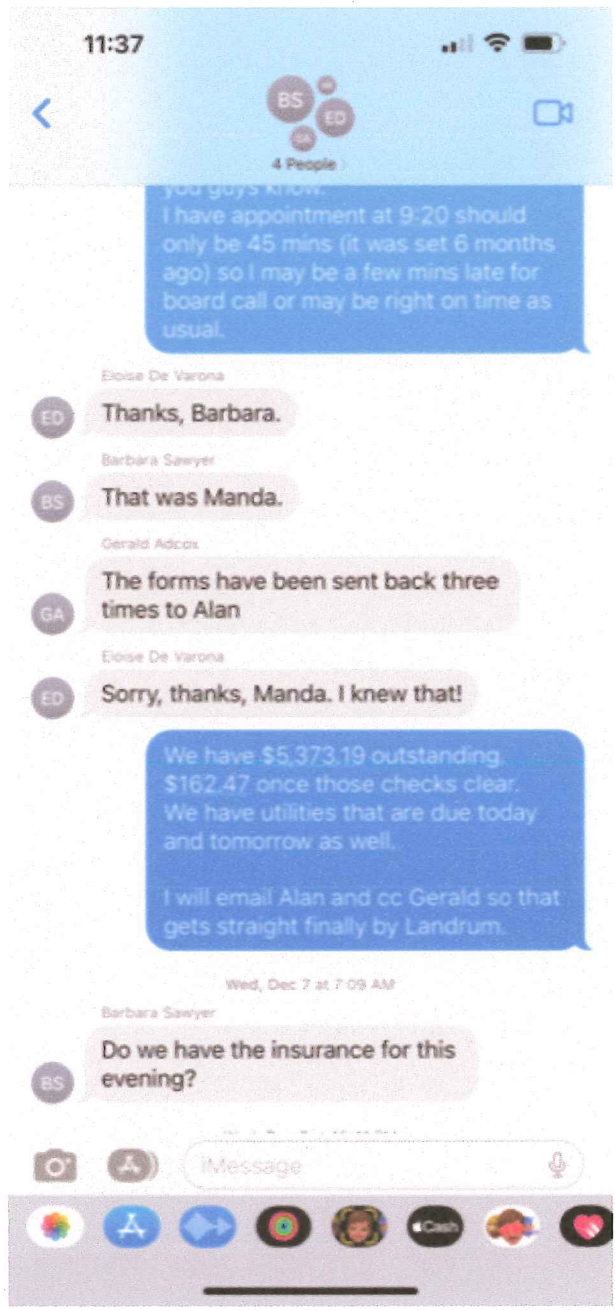 11:37
BS
ED
GA
4 People
you guys know.
I have appointment at 9:20 should
only be 45 mins (it was set 6 months
ago) so I may be a few mins late for
board call or may be right on time as
usual.
Eloise De Varona
ED
Thanks, Barbara.
Barbara Sawyer
BS
That was Manda.
Gerald Adcox
The forms have been sent back three
GA
times to Alan
Eloise De Varona
ED
Sorry, thanks, Manda. I knew that!
We have $5,373.19 outstanding.
$162.47 once those checks clear.
We have utilities that are due today
and tomorrow as well.
I will email Alan and cc Gerald so that
gets straight finally by Landrum.
Wed, Dec 7 at 7:09 AM
Barbara Sawyer
Do we have the insurance for this
BS
evening?
iMessage
Cash